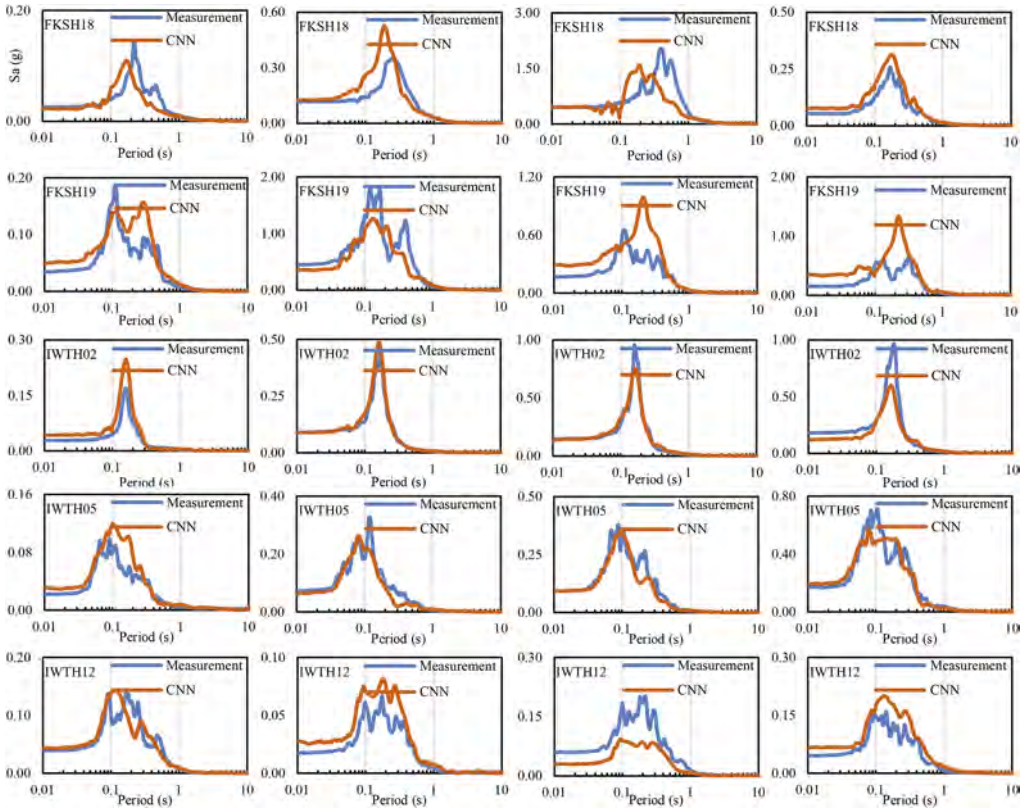 0.20
FKSH18
Measurement
CNN
Sa (g)
0.10
0.00
0.01 0.1 1 10
Period (s)
0.60
FKSH18
Measurement
CNN
0.30
0.00
0.01 0.1 1 10
Period (s)
3.00
FKSH18
Measurement
CNN
1.50
0.00
0.01 0.1 1 10
Period (s)
0.50
FKSH18
Measurement
CNN
0.25
0.00
0.01 0.1 1 10
Period (s)
0.20
FKSH19
Measurement
CNN
0.10
0.00
0.01 0.1 1 10
Period (s)
2.00
FKSH19
Measurement
CNN
1.00
0.00
0.01 0.1 1 10
Period (s)
1.20
FKSH19
Measurement
CNN
0.60
0.00
0.01 0.1 1 10
Period (s)
2.00
FKSH19
Measurement
CNN
1.00
0.00
0.01 0.1 1 10
Period (s)
0.30
IWTH02
Measurement
CNN
0.15
0.00
0.01 0.1 1 10
Period (s)
0.50
IWTH02
Measurement
CNN
0.25
0.00
0.01 0.1 1 10
Period (s)
1.00
IWTH02
Measurement
CNN
0.50
0.00
0.01 0.1 1 10
Period (s)
1.00
IWTH02
Measurement
CNN
0.50
0.00
0.01 0.1 1 10
Period (s)
0.16
IWTH05
Measurement
CNN
0.08
0.00
0.01 0.1 1 10
Period (s)
0.40
IWTH05
Measurement
CNN
0.20
0.00
0.01 0.1 1 10
Period (s)
0.50
IWTH05
Measurement
CNN
0.25
0.00
0.01 0.1 1 10
Period (s)
0.80
IWTH05
Measurement
CNN
0.40
0.00
0.01 0.1 1 10
Period (s)
0.20
IWTH12
Measurement
CNN
0.10
0.00
0.01 0.1 1 10
Period (s)
0.10
IWTH12
Measurement
CNN
0.05
0.00
0.01 0.1 1 10
Period (s)
0.30
IWTH12
Measurement
CNN
0.15
0.00
0.01 0.1 1 10
Period (s)
0.30
IWTH12
Measurement
CNN
0.15
0.00
0.01 0.1 1 10
Period (s)